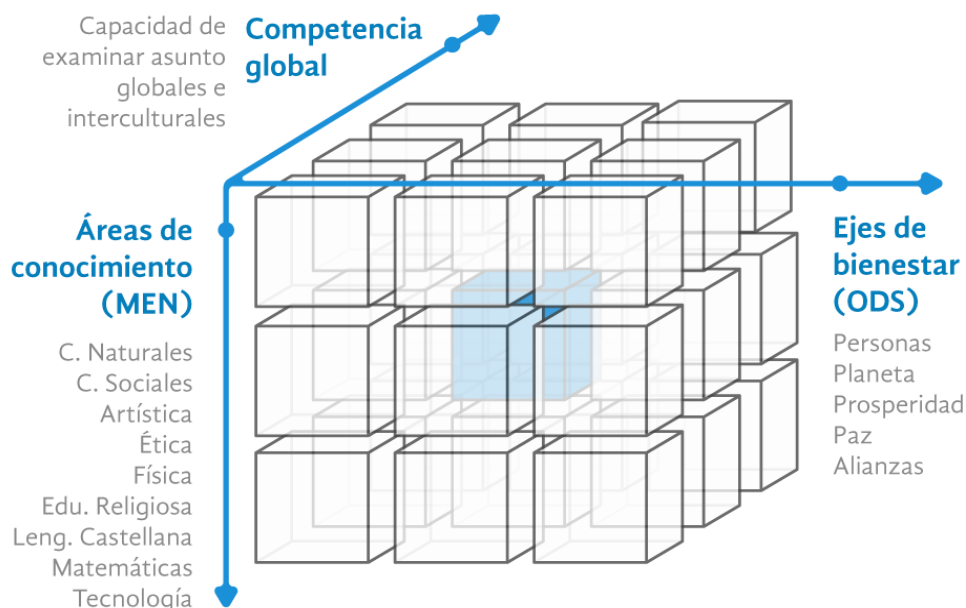 Capacidad de
examinar asunto
globales e
interculturales
Competencia
global
Áreas de
conocimiento
(MEN)
C. Naturales
C. Sociales
Artística
Ética
Física
Edu. Religiosa
Leng. Castellana
Matemáticas
Tecnología
Ejes de
bienestar
(ODS)
Personas
Planeta
Prosperidad
Paz
Alianzas